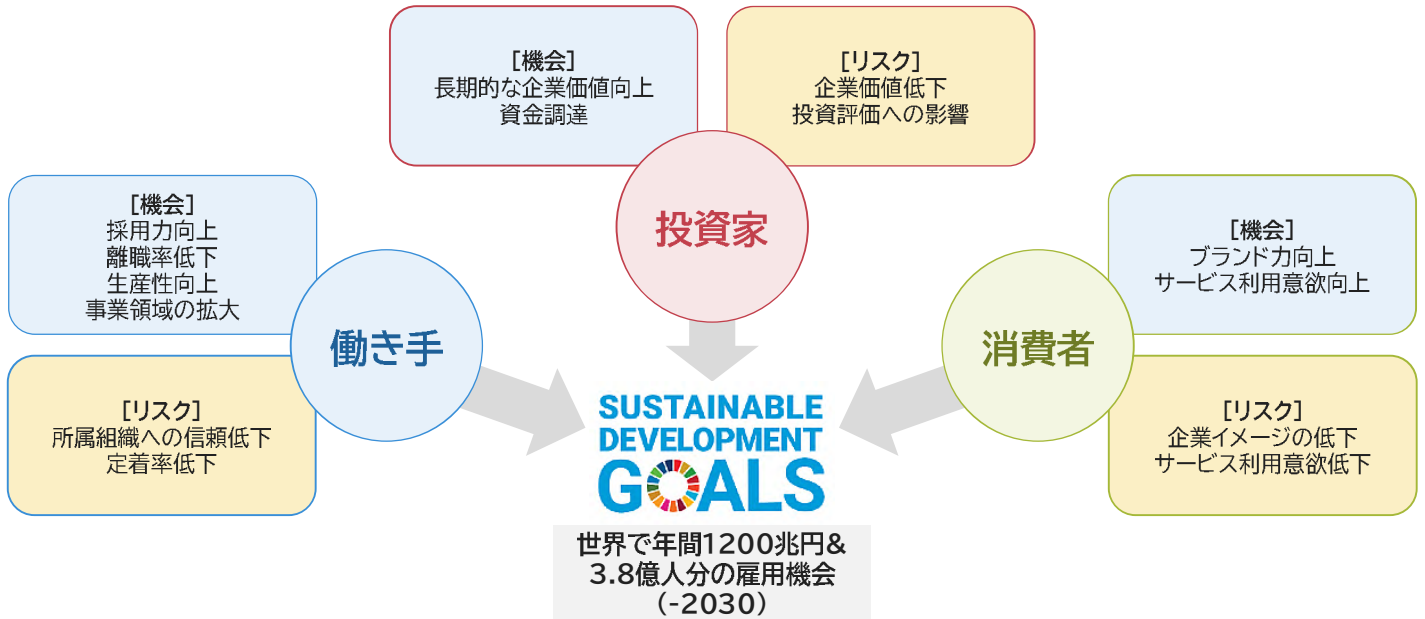 [機会]
長期的な企業価値向上
資金調達
[リスク]
企業価値低下
投資評価への影響
投資家
[機会]
採用力向上
離職率低下
生産性向上
事業領域の拡大
働き手
[リスク]
所属組織への信頼低下
定着率低下
[機会]
ブランド力向上
サービス利用意欲向上
消費者
[リスク]
企業イメージの低下
サービス利用意欲低下
SUSTAINABLE
DEVELOPMENT
GOALS
世界で年間1200兆円&
3.8億人分の雇用機会
(-2030)